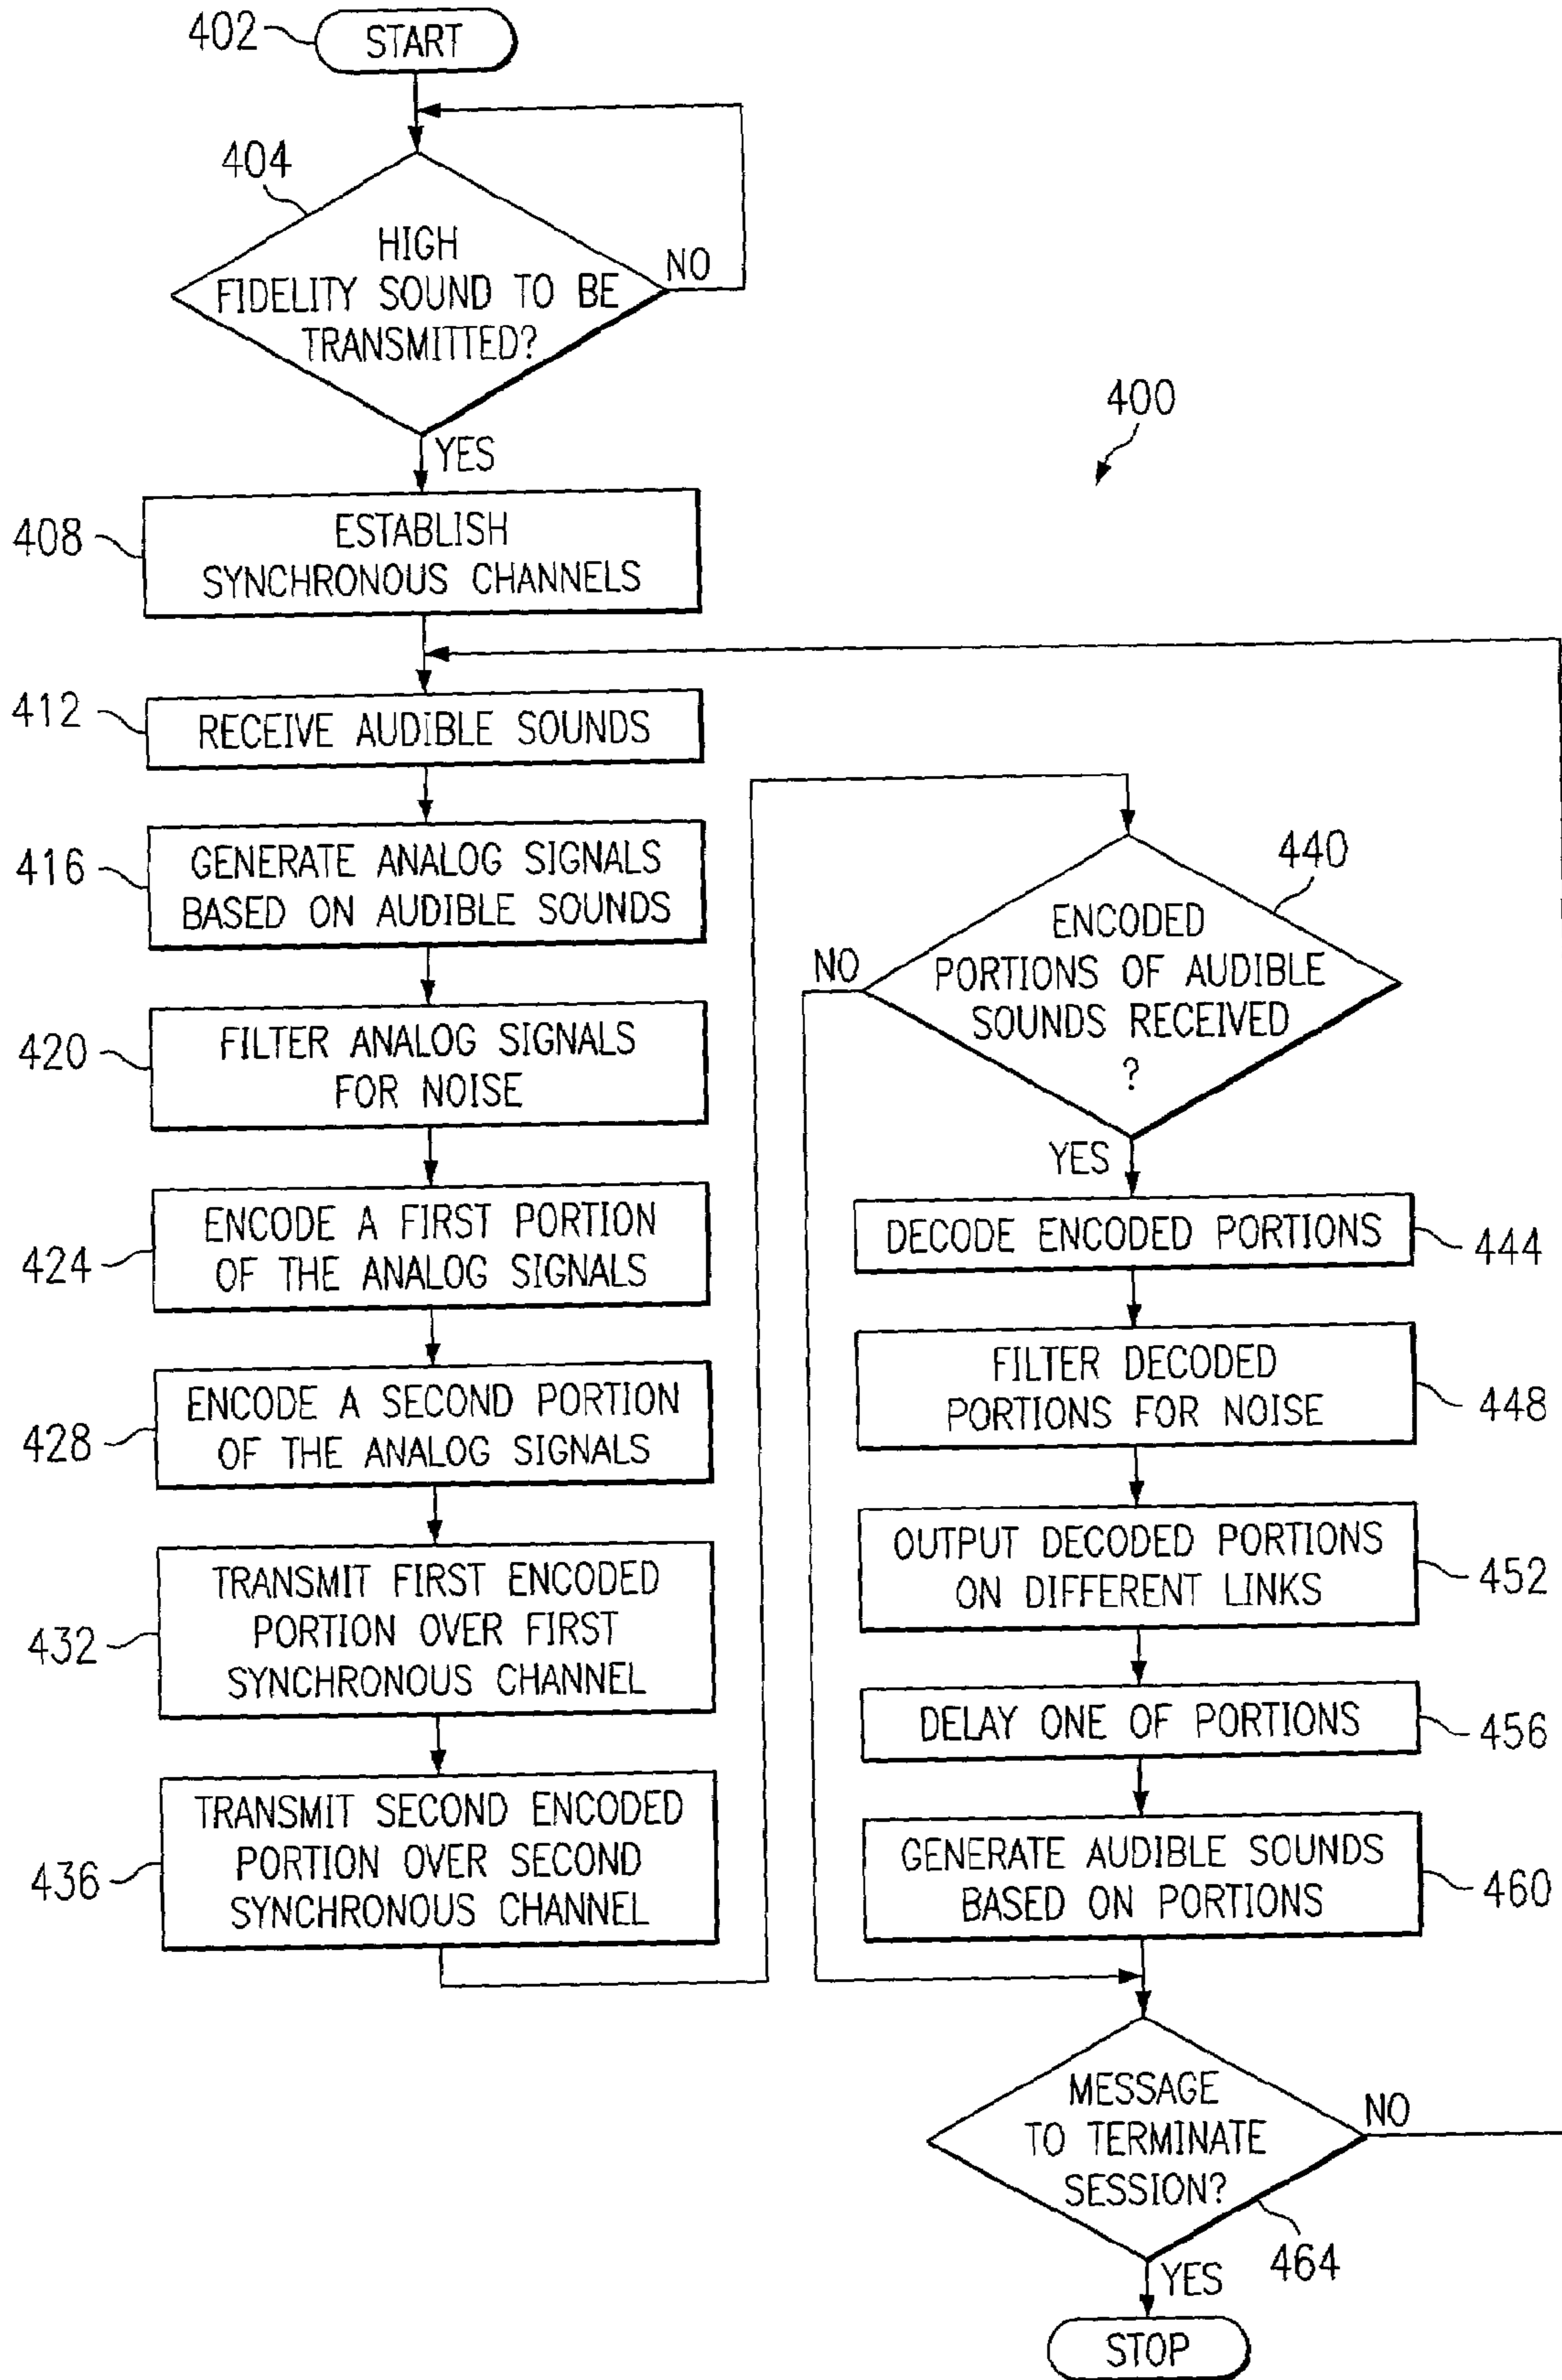 402
START
404
HIGH
FIDELITY SOUND TO BE
TRANSMITTED?
NO
YES
400
408
ESTABLISH
SYNCHRONOUS CHANNELS
412
RECEIVE AUDIBLE SOUNDS
416
GENERATE ANALOG SIGNALS
BASED ON AUDIBLE SOUNDS
420
FILTER ANALOG SIGNALS
FOR NOISE
424
ENCODE A FIRST PORTION
OF THE ANALOG SIGNALS
428
ENCODE A SECOND PORTION
OF THE ANALOG SIGNALS
432
TRANSMIT FIRST ENCODED
PORTION OVER FIRST
SYNCHRONOUS CHANNEL
436
TRANSMIT SECOND ENCODED
PORTION OVER SECOND
SYNCHRONOUS CHANNEL
440
ENCODED
PORTIONS OF AUDIBLE
SOUNDS RECEIVED
?
NO
YES
DECODE ENCODED PORTIONS
444
FILTER DECODED
PORTIONS FOR NOISE
448
OUTPUT DECODED PORTIONS
ON DIFFERENT LINKS
452
DELAY ONE OF PORTIONS
456
GENERATE AUDIBLE SOUNDS
BASED ON PORTIONS
460
MESSAGE
TO TERMINATE
SESSION?
NO
464
YES
STOP